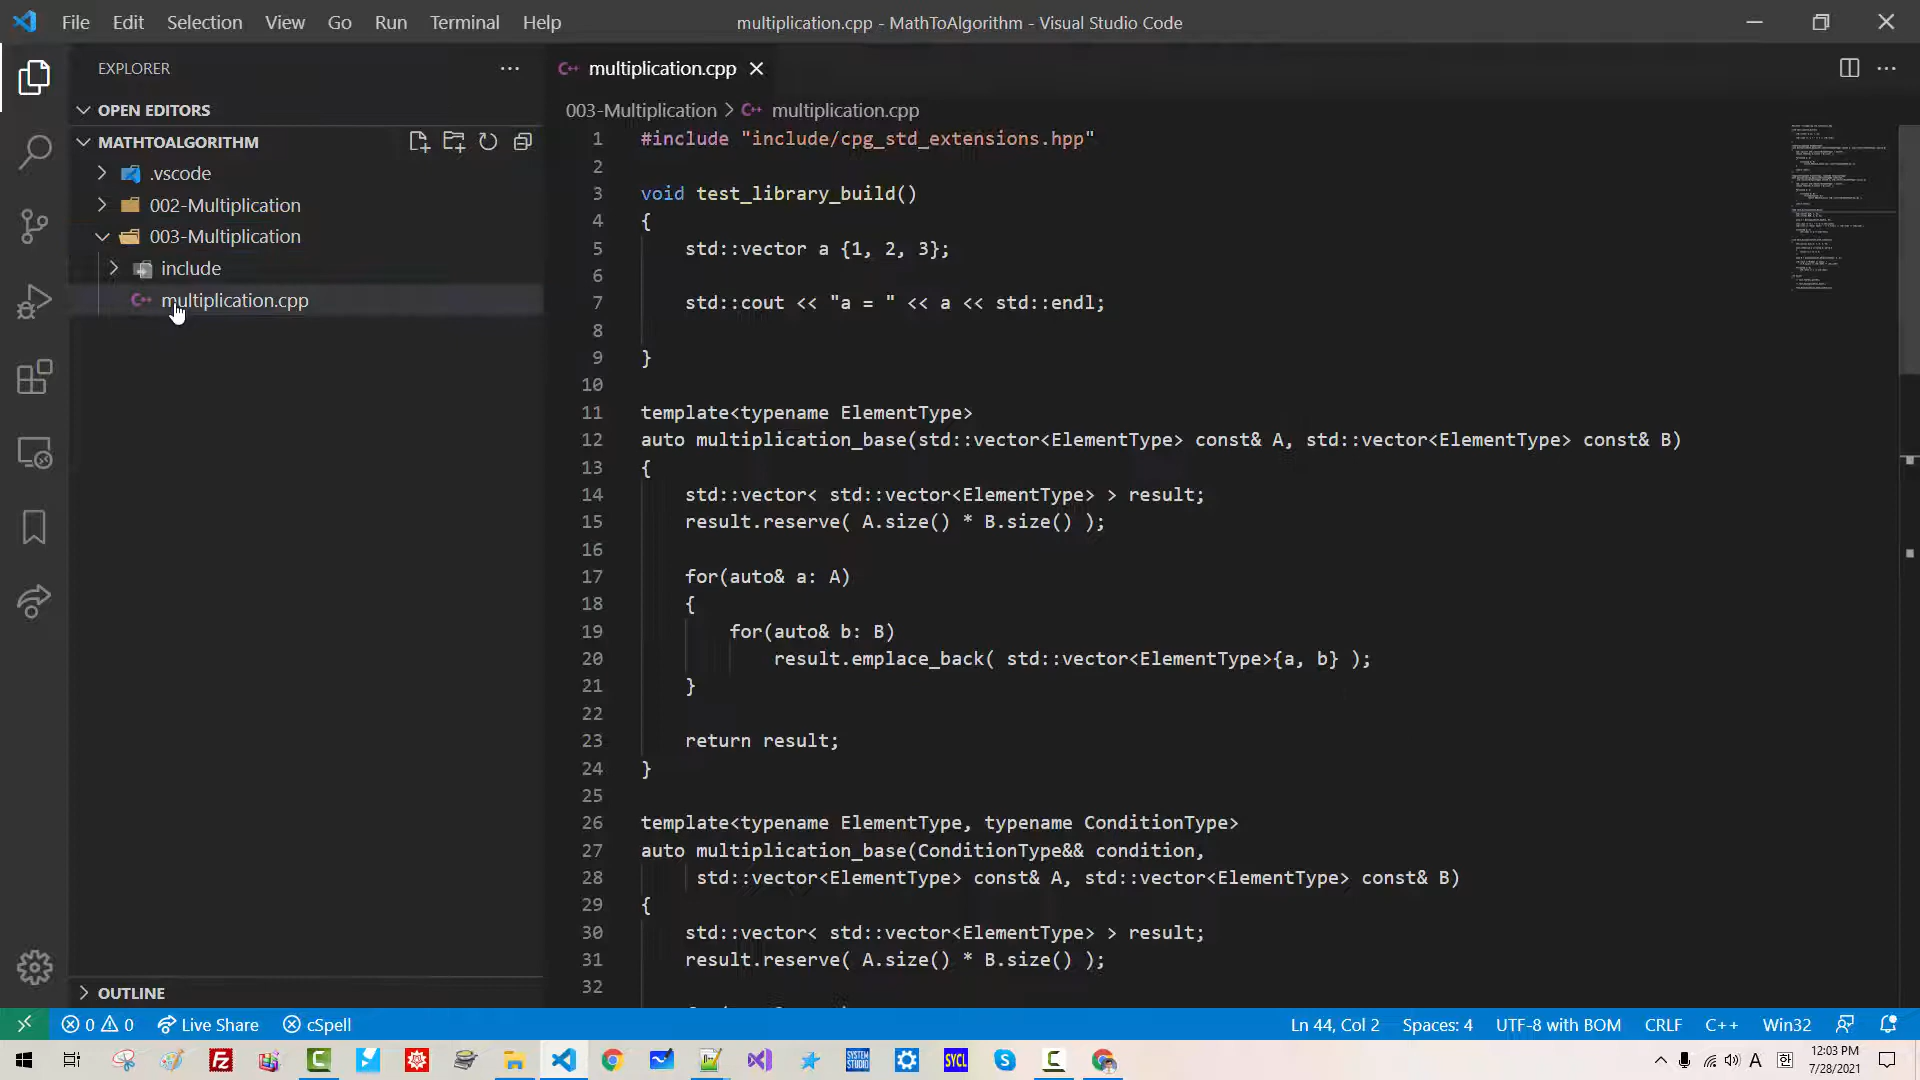 File Edit Selection View Go Run Terminal Help
multiplication.cpp - MathToAlgorithm - Visual Studio Code
EXPLORER
OPEN EDITORS
MATHTOALGORITHM
.vscode
002-Multiplication
003-Multiplication
include
multiplication.cpp
OUTLINE
multiplication.cpp
003-Multiplication > multiplication.cpp
1 #include "include/cpg_std_extensions.hpp"
2
3 void test_library_build()
4 {
5 std::vector a {1, 2, 3};
6
7 std::cout << "a = " << a << std::endl;
8
9 }
10
11 template<typename ElementType>
12 auto multiplication_base(std::vector<ElementType> const& A, std::vector<ElementType> const& B)
13 {
14 std::vector< std::vector<ElementType> > result;
15 result.reserve( A.size() * B.size() );
16
17 for(auto& a: A)
18 {
19 for(auto& b: B)
20 result.emplace_back( std::vector<ElementType>{a, b} );
21 }
22
23 return result;
24 }
25
26 template<typename ElementType, typename ConditionType>
27 auto multiplication_base(ConditionType&& condition,
28 std::vector<ElementType> const& A, std::vector<ElementType> const& B)
29 {
30 std::vector< std::vector<ElementType> > result;
31 result.reserve( A.size() * B.size() );
32
0 0 Live Share cSpell
Ln 44, Col 2 Spaces: 4 UTF-8 with BOM CRLF C++ Win32
SYSTEM STUDIO
SYCL
A 한
12:03 PM
7/28/2021